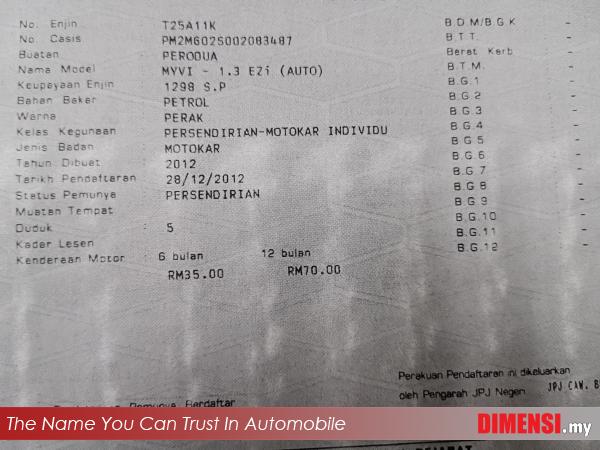 No. Enjin : T25A11K B.D.M/B.G.K -
No. Casis : PM2M602S002083487 B.T.T. -
Buatan : PERODUA Berat Kerb : -
Nama Model : MYVI - 1.3 EZi (AUTO) B.T.M. -
Keupayaan Enjin : 1298 S.P B.G.1 -
Bahan Bakar : PETROL B.G.2 -
Warna : PERAK B.G.3 -
Kelas Kegunaan : PERSENDIRIAN-MOTOKAR INDIVIDU B.G.4 -
Jenis Badan : MOTOKAR B.G.5 -
Tahun Dibuat : 2012 B.G.6 -
Tarikh Pendaftaran : 28/12/2012 B.G.7 -
Status Pemunya : PERSENDIRIAN B.G.8 -
Muatan Tempat B.G.9 -
Duduk : 5 B.G.10 -
Kadar Lesen B.G.11 -
Kenderaan Motor : 6 bulan 12 bulan B.G.12 : -
RM35.00 RM70.00
Perakuan Pendaftaran ini dikeluarkan
oleh Pengarah JPJ Negeri JPJ CAW. B
Pemunya Berdaftar
The Name You Can Trust In Automobile
DIMENSI.my